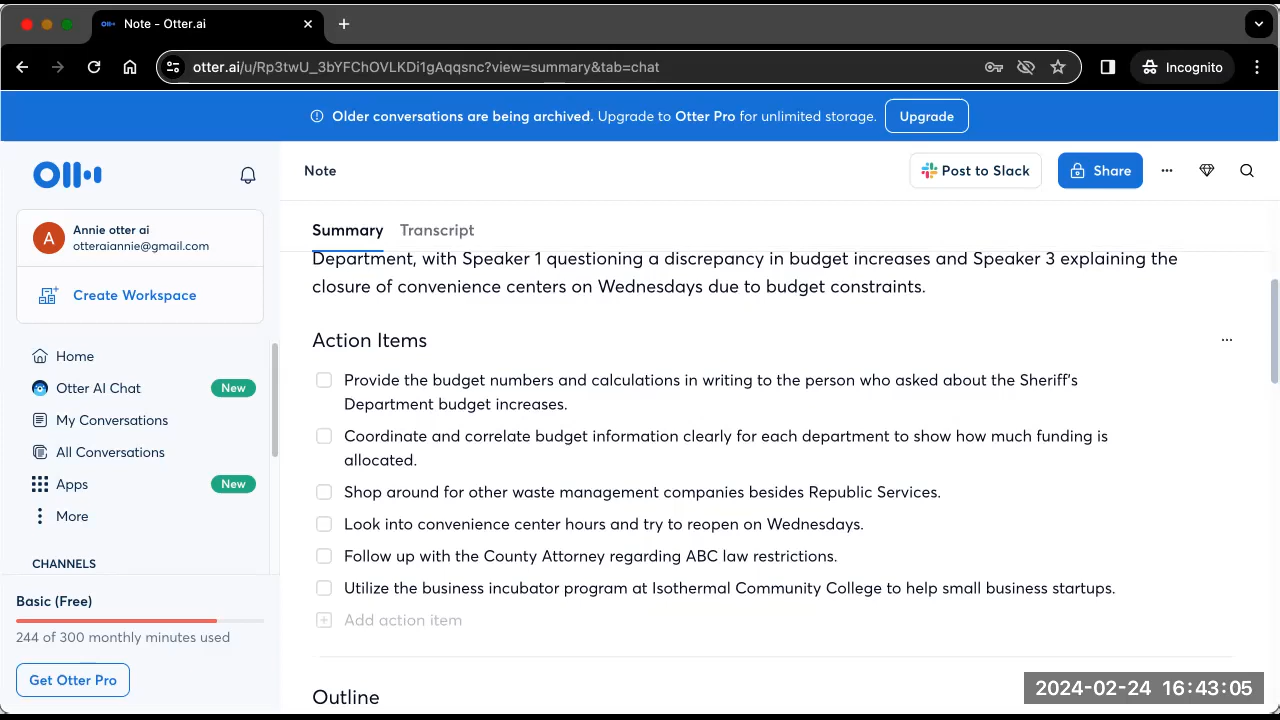 Note - Otter.ai
otter.ai/u/Rp3twU_3bYFChOVLKDi1gAqqsnc?view=summary&tab=chat
Incognito
Older conversations are being archived. Upgrade to Otter Pro for unlimited storage.
Upgrade
Note
Post to Slack
Share
A
Annie otter ai
otteraiannie@gmail.com
Create Workspace
Home
Otter AI Chat
New
My Conversations
All Conversations
Apps
New
More
CHANNELS
Basic (Free)
244 of 300 monthly minutes used
Get Otter Pro
Summary
Transcript
Department, with Speaker 1 questioning a discrepancy in budget increases and Speaker 3 explaining the
closure of convenience centers on Wednesdays due to budget constraints.
Action Items
Provide the budget numbers and calculations in writing to the person who asked about the Sheriff's
Department budget increases.
Coordinate and correlate budget information clearly for each department to show how much funding is
allocated.
Shop around for other waste management companies besides Republic Services.
Look into convenience center hours and try to reopen on Wednesdays.
Follow up with the County Attorney regarding ABC law restrictions.
Utilize the business incubator program at Isothermal Community College to help small business startups.
Add action item
Outline
2024-02-24 16:43:05